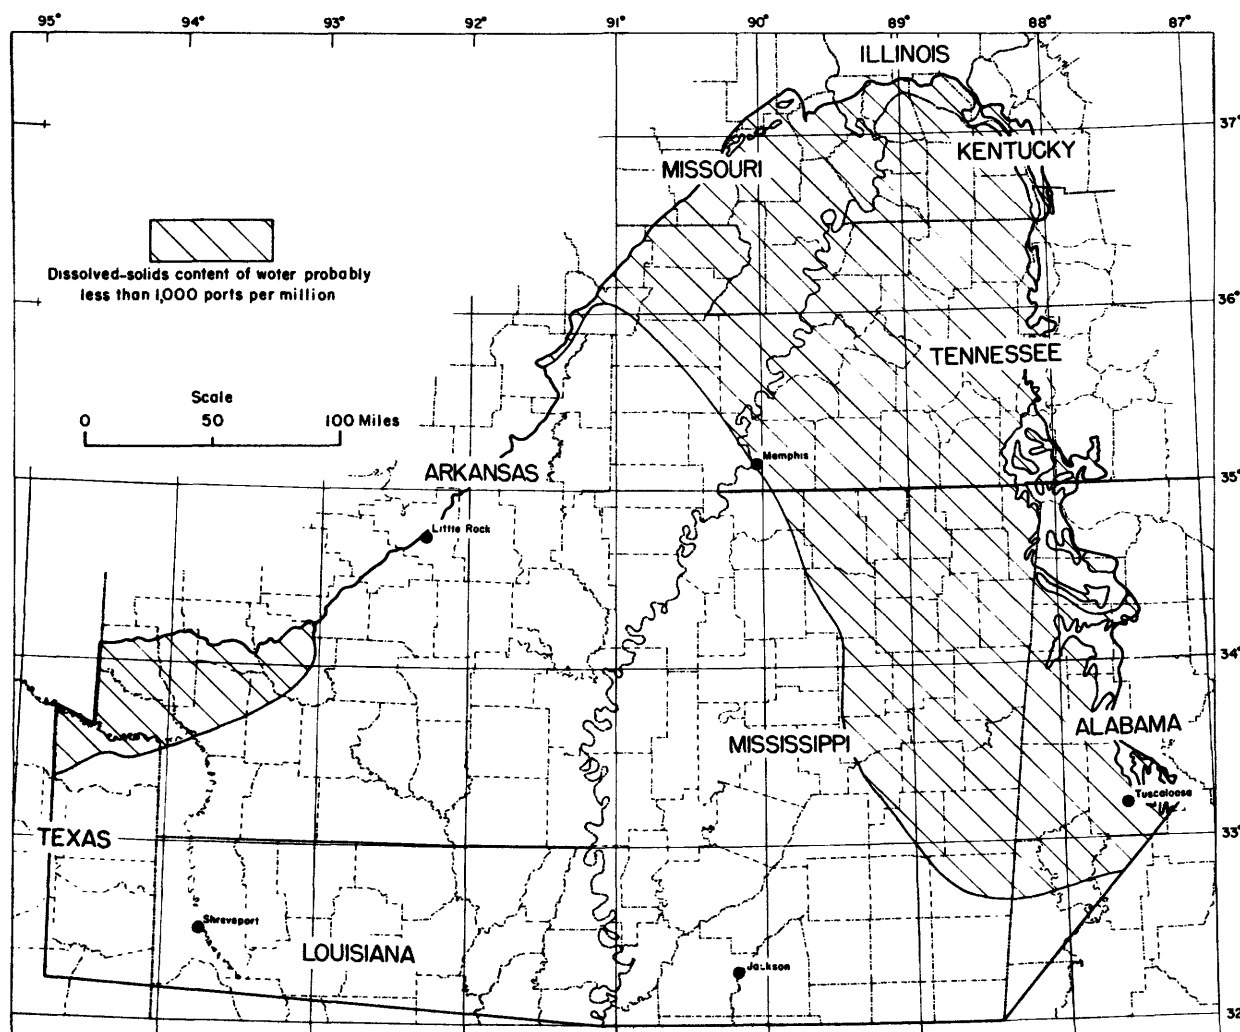 95° 94° 93° 92° 91° 90° 89° 88° 87°
ILLINOIS
37°
KENTUCKY
MISSOURI
Dissolved-solids content of water probably
less than 1,000 parts per million
36°
TENNESSEE
Scale
0 50 100 Miles
Memphis
ARKANSAS
35°
Little Rock
34°
ALABAMA
MISSISSIPPI
Tuscaloosa
TEXAS
33°
Shreveport
LOUISIANA
Jackson
32